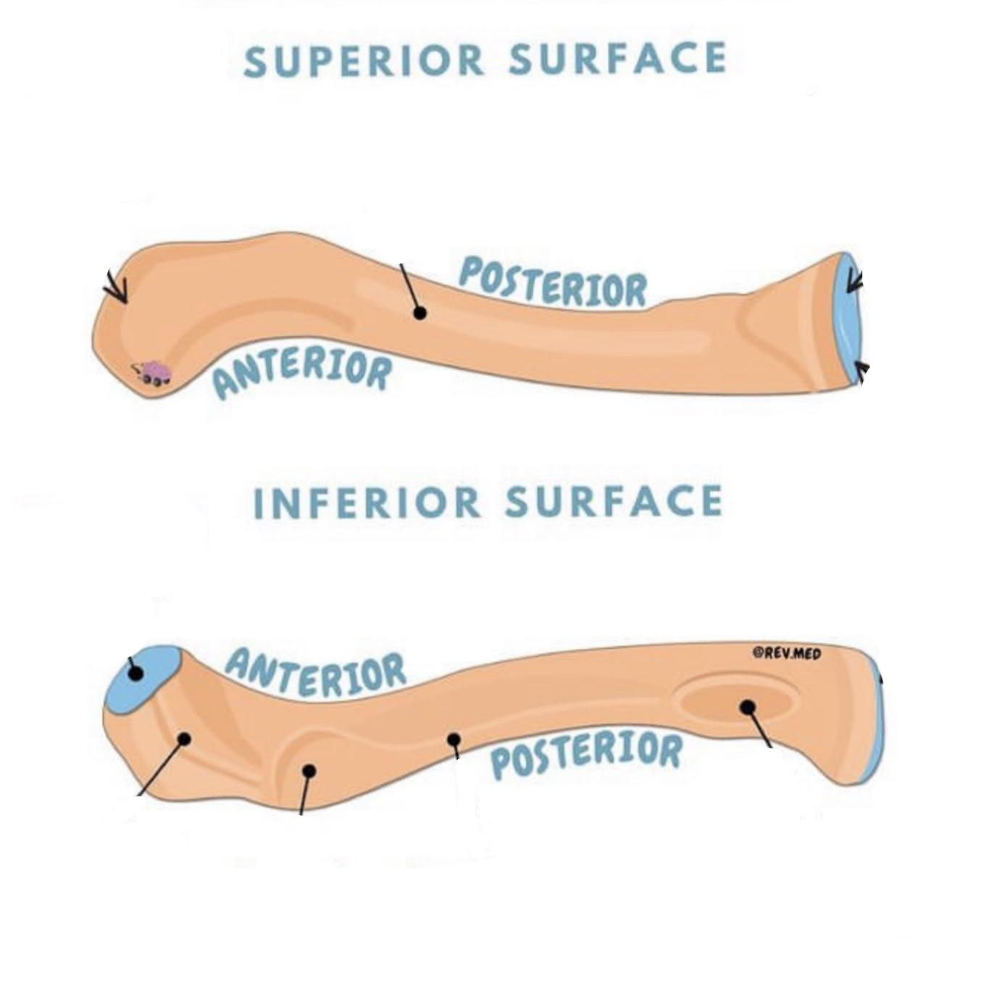 SUPERIOR SURFACE
POSTERIOR
ANTERIOR
INFERIOR SURFACE
ANTERIOR
@REV.MED
POSTERIOR